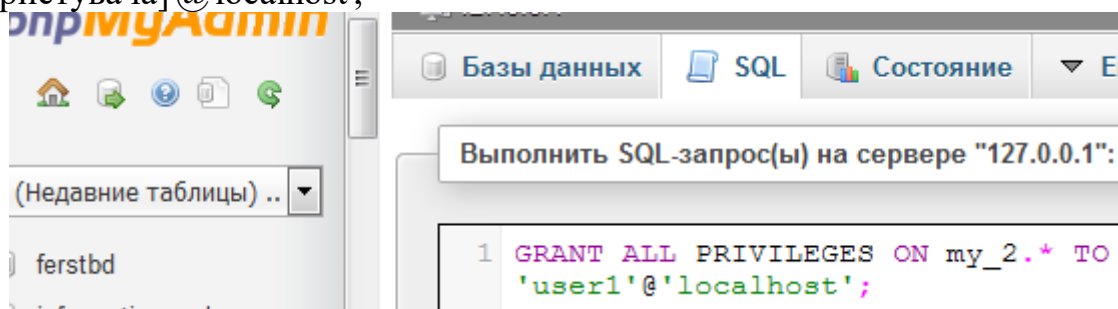 phpMyAdmin
Базы данных
SQL
Состояние
Выполнить SQL-запрос(ы) на сервере "127.0.0.1":
(Недавние таблицы) ..
ferstbd
1 GRANT ALL PRIVILEGES ON my_2.* TO
'user1'@'localhost';